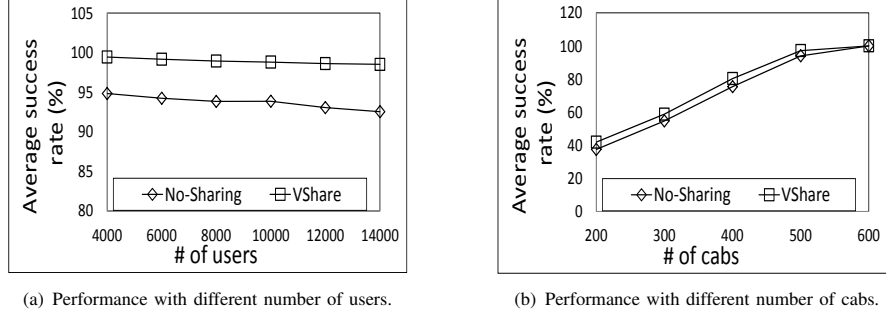 105
100
95
90
85
80
Average success
rate (%)
No-Sharing
VShare
4000 6000 8000 10000 12000 14000
# of users
(a) Performance with different number of users.
120
100
80
60
40
20
0
Average success
rate (%)
No-Sharing
VShare
200 300 400 500 600
# of cabs
(b) Performance with different number of cabs.